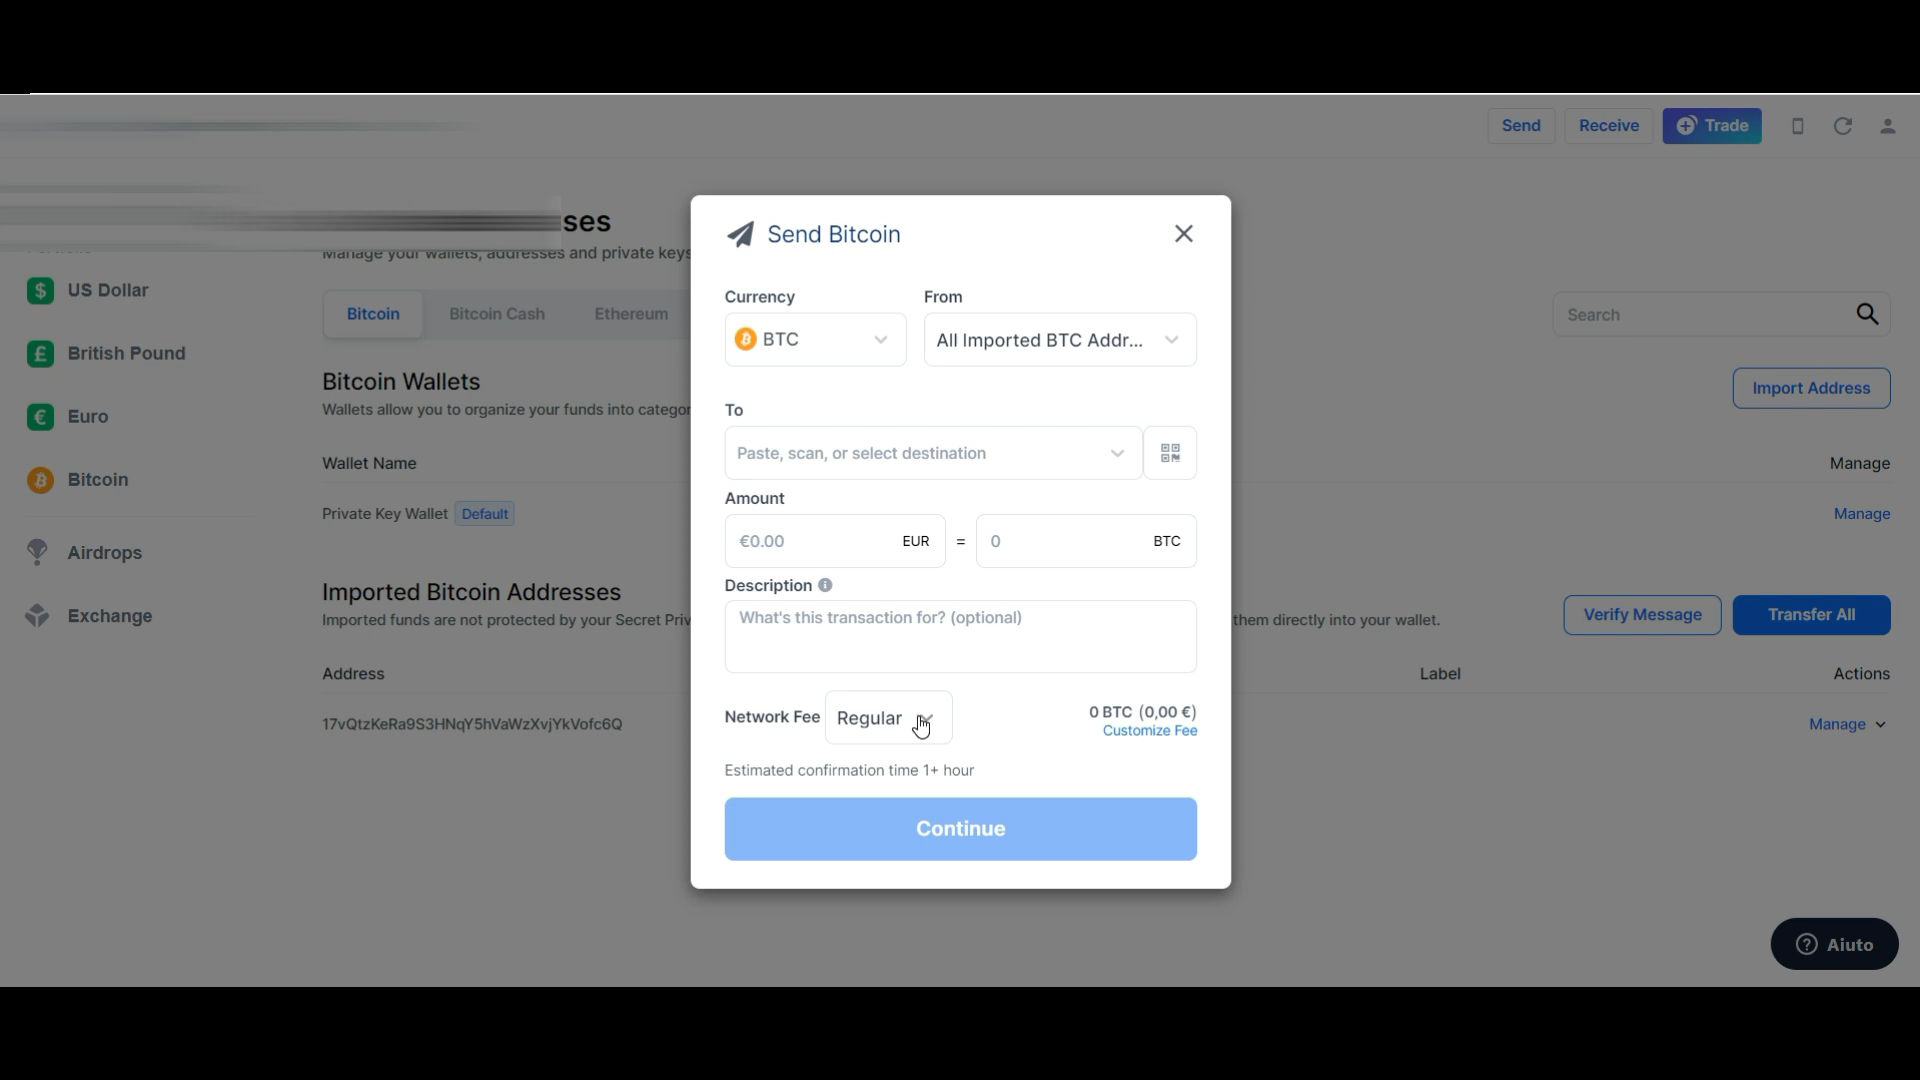 Send
Receive
Trade
ses
Manage your wallets, addresses and private keys
US Dollar
British Pound
Euro
Bitcoin
Airdrops
Exchange
Bitcoin
Bitcoin Cash
Ethereum
Search
Bitcoin Wallets
Wallets allow you to organize your funds into categor
Import Address
Wallet Name
Manage
Private Key Wallet
Default
Manage
Imported Bitcoin Addresses
Imported funds are not protected by your Secret Priv
them directly into your wallet.
Verify Message
Transfer All
Address
Label
Actions
17vQtzKeRa9S3HNqY5hVaWzXvjYkVofc6Q
Manage
Send Bitcoin
Currency
From
BTC
All Imported BTC Addr...
To
Paste, scan, or select destination
Amount
€0.00
EUR
=
0
BTC
Description
What's this transaction for? (optional)
Network Fee
Regular
0 BTC (0,00 €)
Customize Fee
Estimated confirmation time 1+ hour
Continue
Aiuto